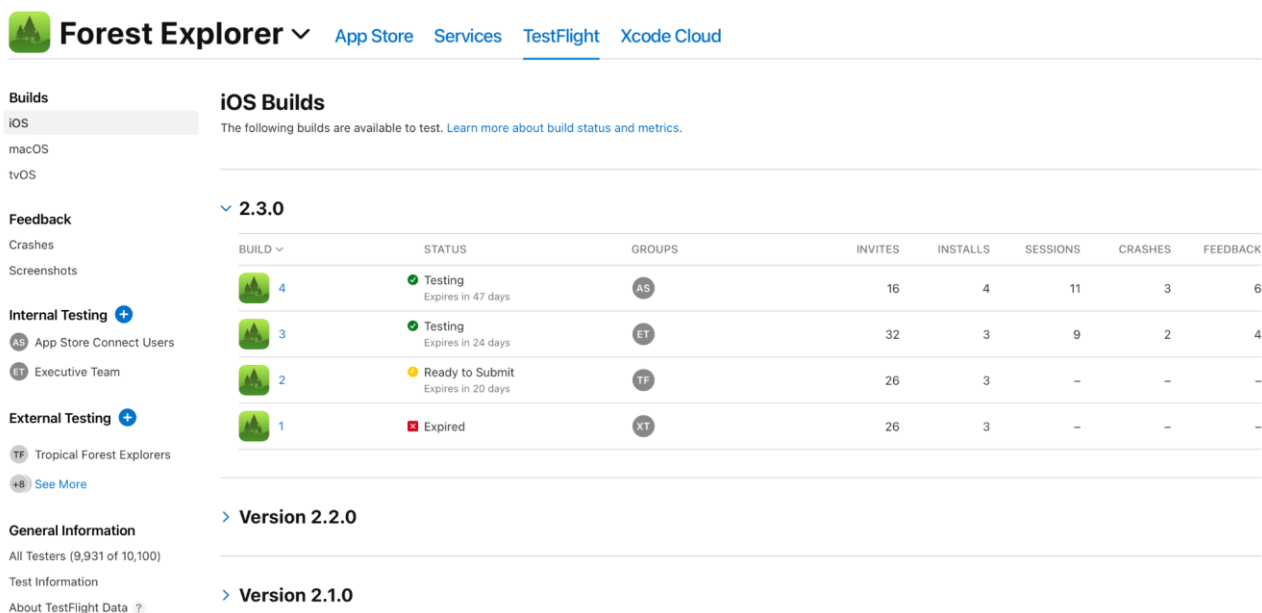 Forest Explorer App Store Services TestFlight Xcode Cloud
Builds
iOS
macOS
tvOS
Feedback
Crashes
Screenshots
Internal Testing
AS App Store Connect Users
ET Executive Team
External Testing
TF Tropical Forest Explorers
+8 See More
General Information
All Testers (9,931 of 10,100)
Test Information
About TestFlight Data ?
iOS Builds
The following builds are available to test. Learn more about build status and metrics.
2.3.0
BUILD STATUS GROUPS INVITES INSTALLS SESSIONS CRASHES FEEDBACK
4 Testing AS 16 4 11 3 6
Expires in 47 days
3 Testing ET 32 3 9 2 4
Expires in 24 days
2 Ready to Submit TF 26 3 – – –
Expires in 20 days
1 Expired XT 26 3 – – –
Version 2.2.0
Version 2.1.0